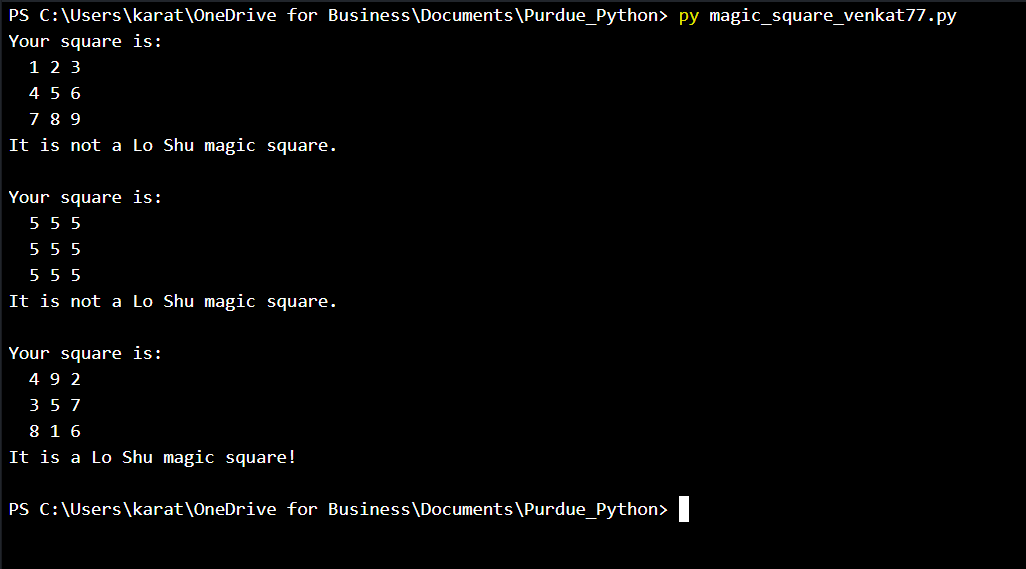 PS C:\Users\karat\OneDrive for Business\Documents\Purdue_Python> py magic_square_venkat77.py
Your square is:
  1 2 3
  4 5 6
  7 8 9
It is not a Lo Shu magic square.

Your square is:
  5 5 5
  5 5 5
  5 5 5
It is not a Lo Shu magic square.

Your square is:
  4 9 2
  3 5 7
  8 1 6
It is a Lo Shu magic square!

PS C:\Users\karat\OneDrive for Business\Documents\Purdue_Python>